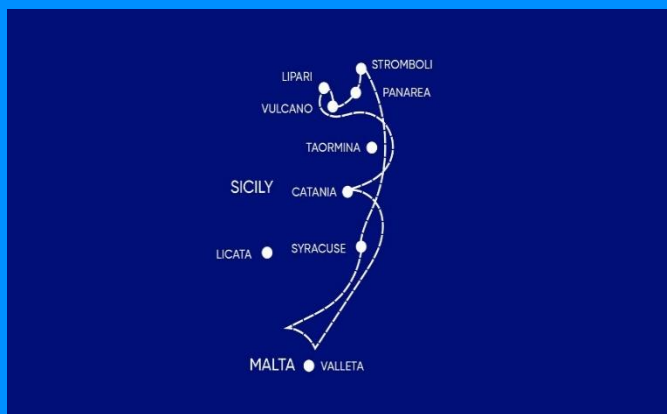 STROMBOLI
LIPARI
PANAREA
VULCANO
TAORMINA
SICILY
CATANIA
SYRACUSE
LICATA
MALTA
VALLETA